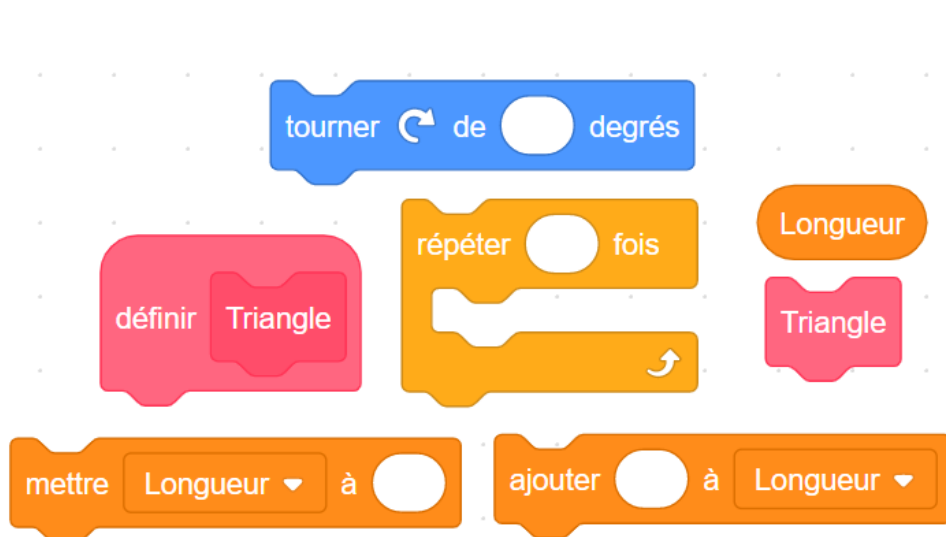 tourner de degrés
répéter fois
Longueur
définir Triangle
Triangle
mettre Longueur à
ajouter à Longueur